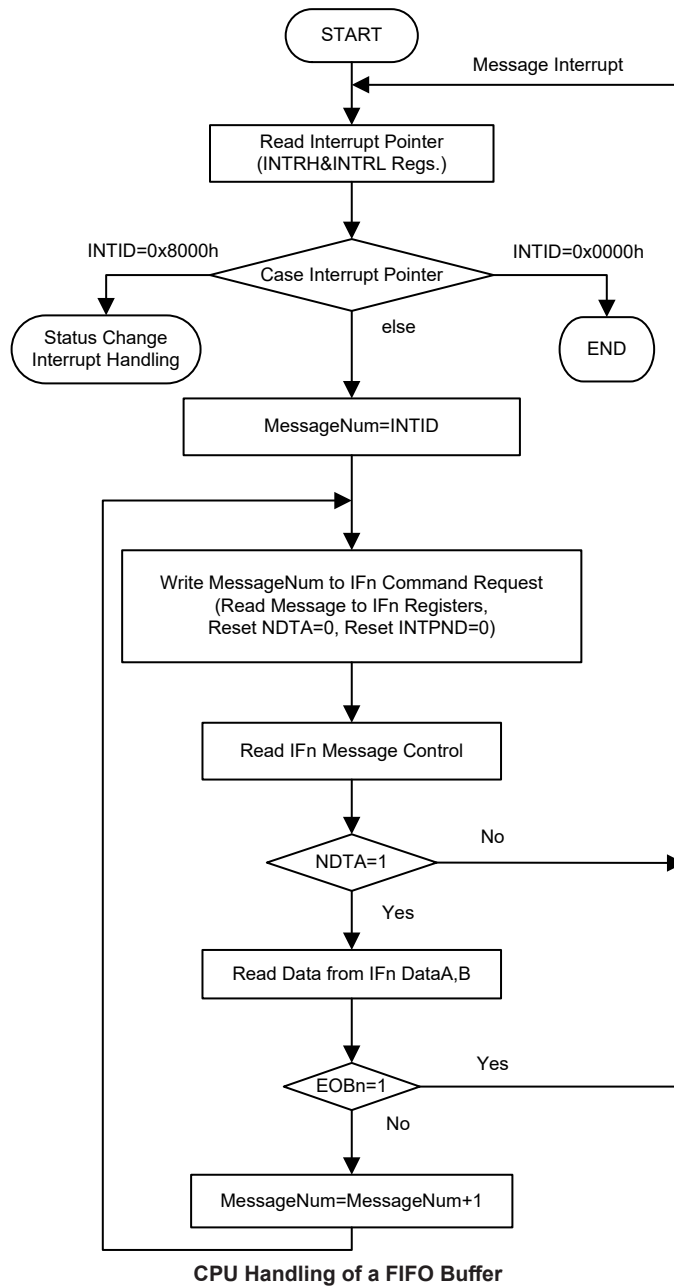 START
Message Interrupt
Read Interrupt Pointer
(INTRH&INTRL Regs.)
INTID=0x8000h
INTID=0x0000h
Case Interrupt Pointer
Status Change
Interrupt Handling
else
END
MessageNum=INTID
Write MessageNum to IFn Command Request
(Read Message to IFn Registers,
Reset NDTA=0, Reset INTPND=0)
Read IFn Message Control
NDTA=1
No
Yes
Read Data from IFn DataA,B
EOBn=1
Yes
No
MessageNum=MessageNum+1
CPU Handling of a FIFO Buffer